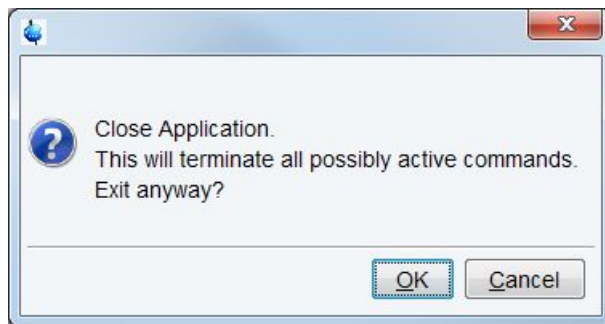 Close Application.
This will terminate all possibly active commands.
Exit anyway?
OK Cancel